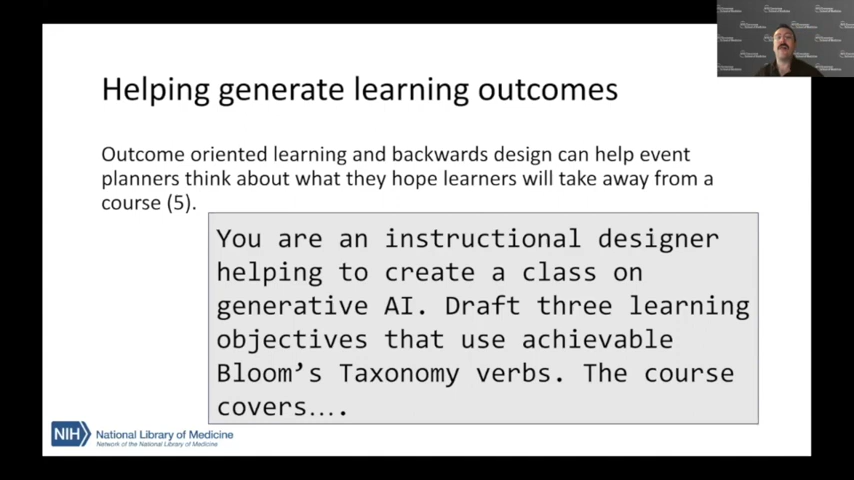 Helping generate learning outcomes
Outcome oriented learning and backwards design can help event
planners think about what they hope learners will take away from a
course (5).
You are an instructional designer
helping to create a class on
generative AI. Draft three learning
objectives that use achievable
Bloom’s Taxonomy verbs. The course
covers….
NIH National Library of Medicine
Network of the National Library of Medicine